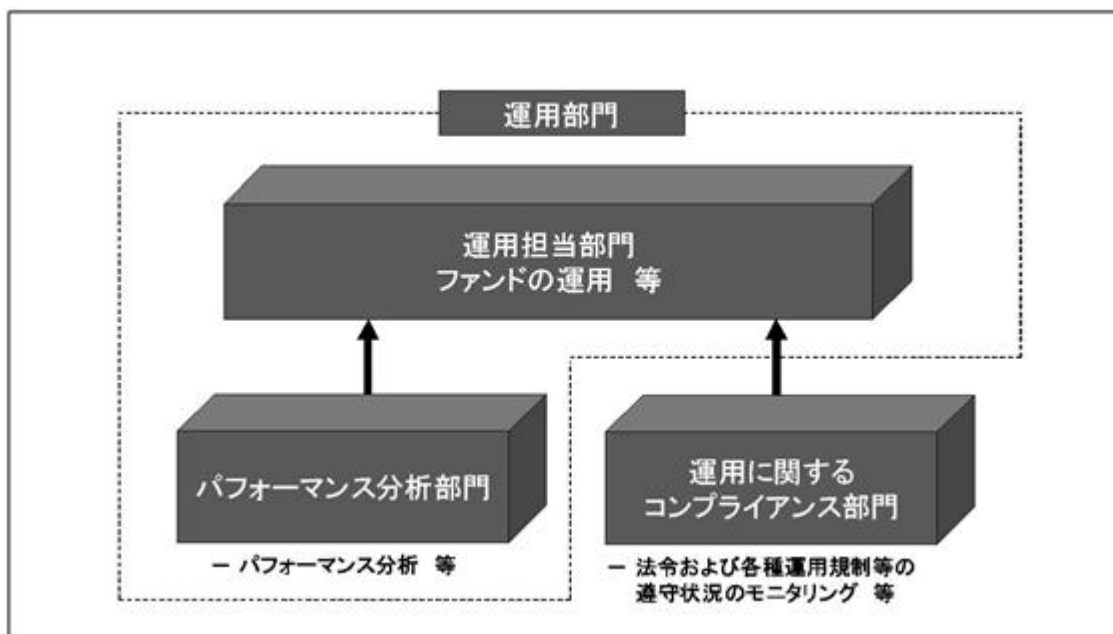 運用部門
運用担当部門
ファンドの運用 等
パフォーマンス分析部門
－ パフォーマンス分析 等
運用に関する
コンプライアンス部門
－ 法令および各種運用規制等の
遵守状況のモニタリング 等